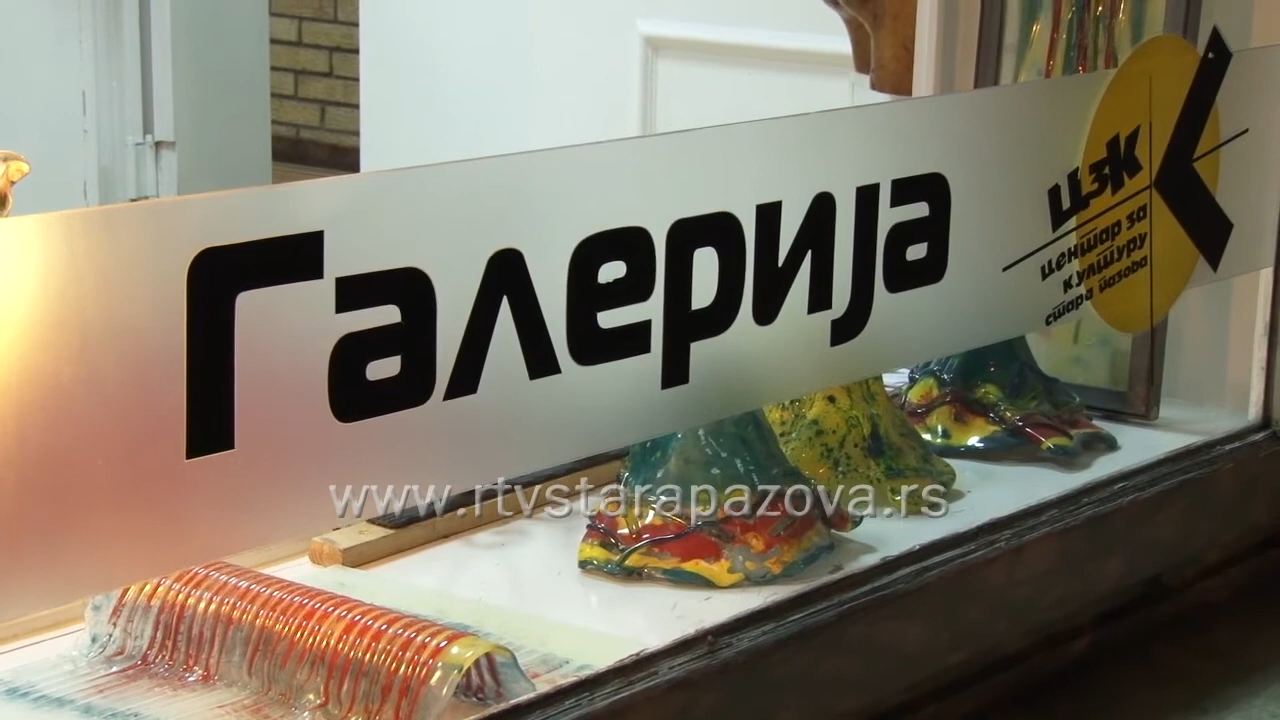 Галерија
цзк
центар за
културу
стара пазова
www.rtvstarapazova.rs